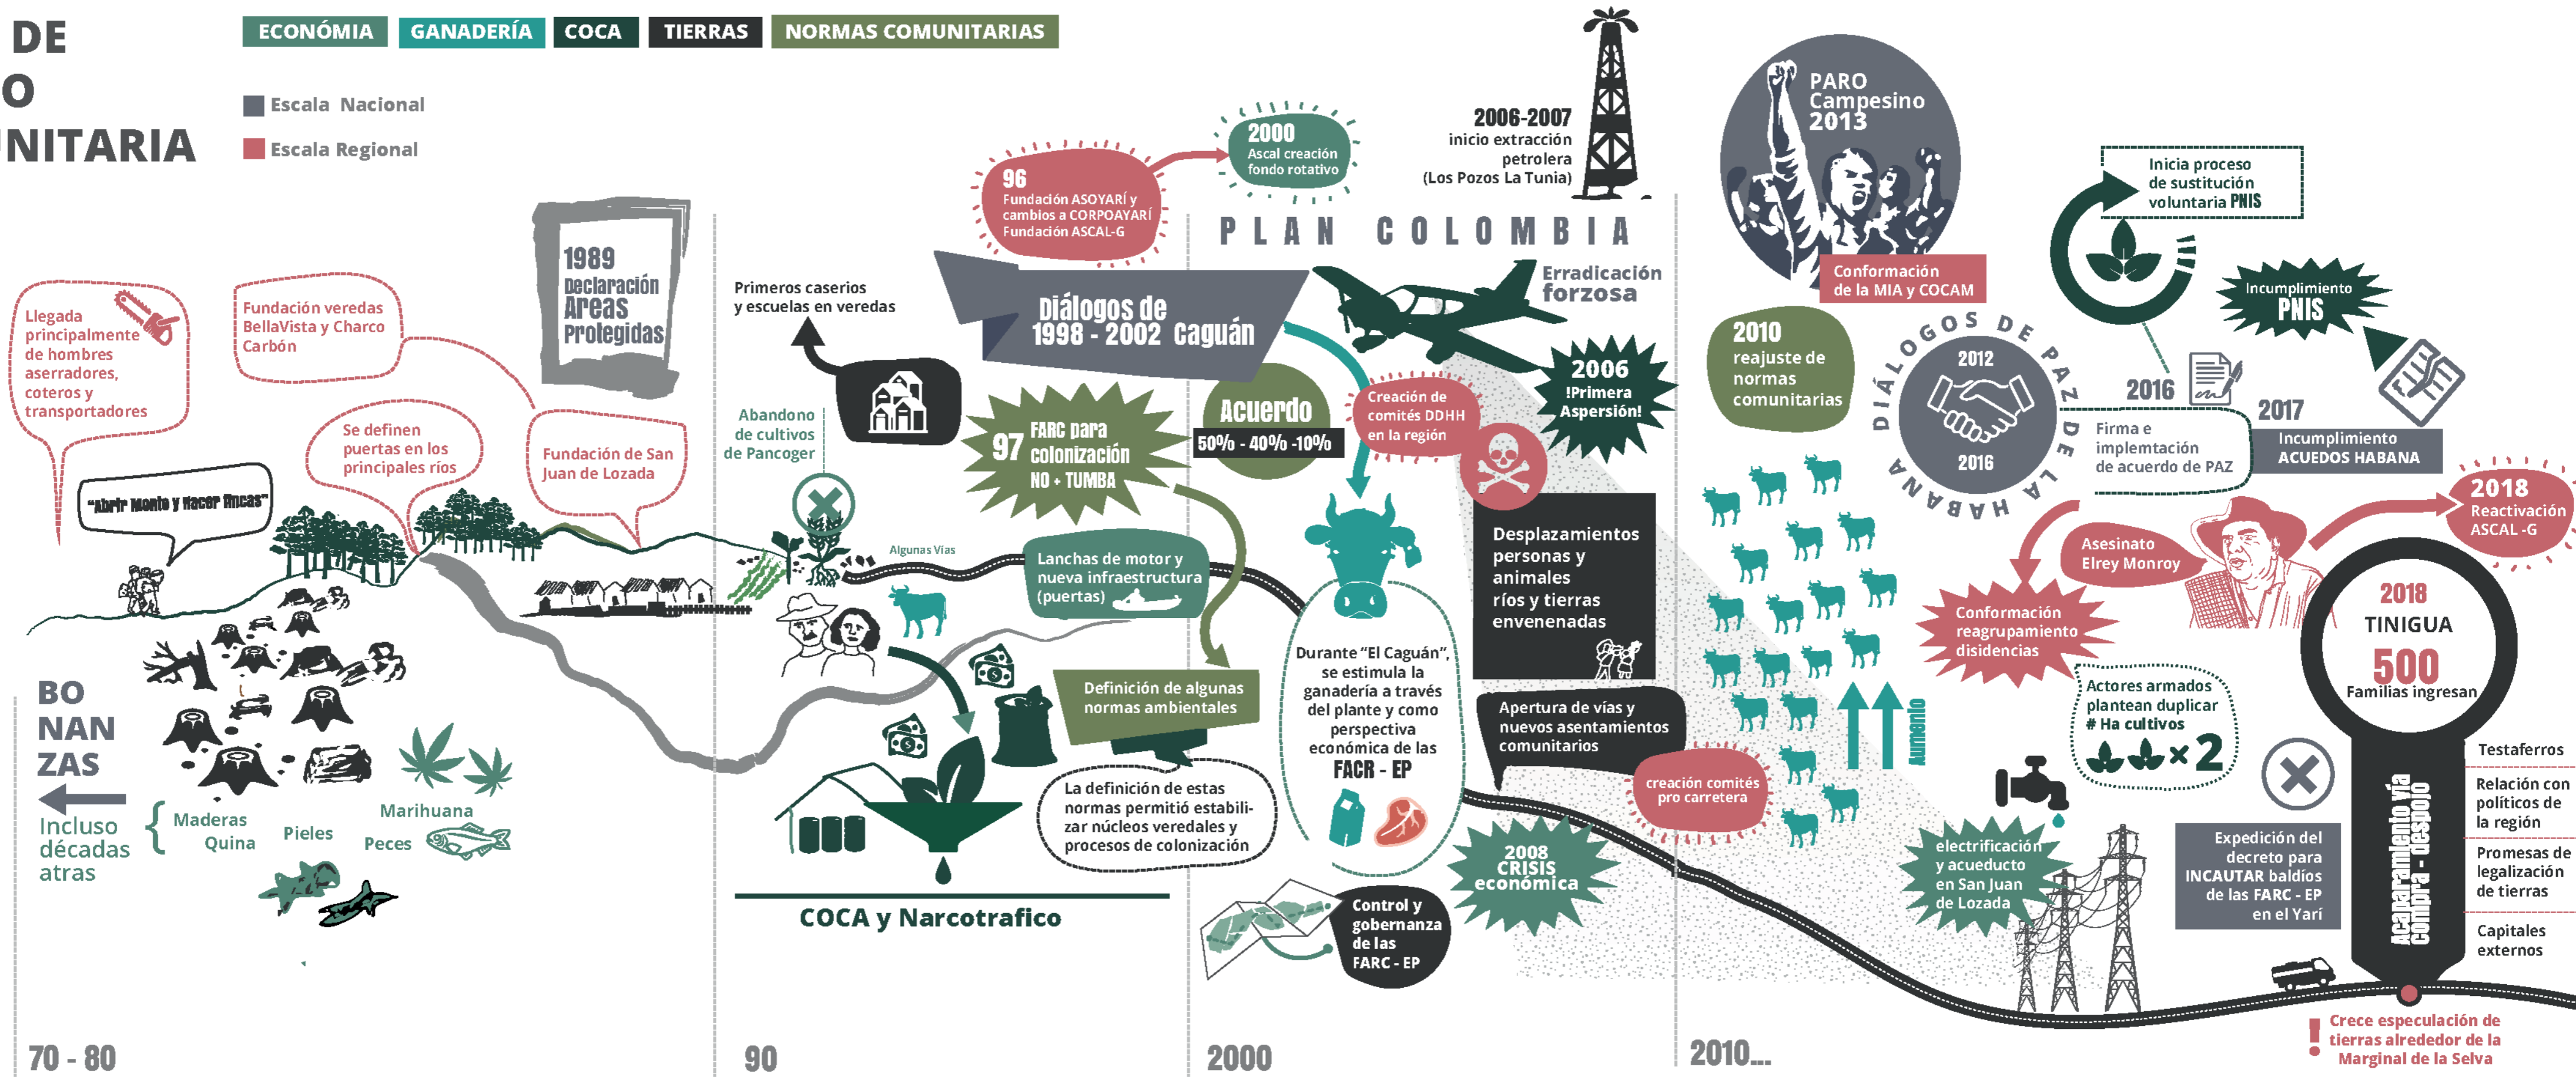 DE
O
NITARIA
ECONÓMIA
GANADERÍA
COCA
TIERRAS
NORMAS COMUNITARIAS
Escala Nacional
Escala Regional
Llegada
principalmente
de hombres
aserradores,
coteros y
transportadores
Fundación veredas
BellaVista y Charco
Carbón
1989
Declaración
Areas
Protegidas
Se definen
puertas en los
principales ríos
Fundación de San
Juan de Lozada
"Abrir Monte y Hacer fincas"
BO
NAN
ZAS
Incluso
décadas
atras
Maderas
Quina
Pieles
Marihuana
Peces
70 - 80
Primeros caserios
y escuelas en veredas
96
Fundación ASOYARÍ y
cambios a CORPOAYARÍ
Fundación ASCAL-G
2000
Ascal creación
fondo rotativo
Diálogos de
1998 - 2002 Caguán
Abandono
de cultivos
de Pancoger
97
FARC para
colonización
NO + TUMBA
Acuerdo
50% - 40% -10%
Algunas Vías
Lanchas de motor y
nueva infraestructura
(puertas)
Definición de algunas
normas ambientales
La definición de estas
normas permitió estabili-
zar núcleos veredales y
procesos de colonización
COCA y Narcotrafico
90
2006-2007
inicio extracción
petrolera
(Los Pozos La Tunia)
PLAN COLOMBIA
Erradicación
forzosa
2006
!Primera
Aspersión!
Creación de
comités DDHH
en la región
Desplazamientos
personas y
animales
ríos y tierras
envenenadas
Durante "El Caguán",
se estimula la
ganadería a través
del plante y como
perspectiva
económica de las
FACR - EP
Apertura de vías y
nuevos asentamientos
comunitarios
creación comités
pro carretera
2008
CRISIS
económica
Control y
gobernanza
de las
FARC - EP
2000
PARO
Campesino
2013
Conformación
de la MIA y COCAM
2010
reajuste de
normas
comunitarias
DIÁLOGOS DE PAZ DE LA HABANA
2012
2016
Inicia proceso
de sustitución
voluntaria PNIS
Incumplimiento
PNIS
2016
Firma e
implemtación
de acuerdo de PAZ
2017
Incumplimiento
ACUEDOS HABANA
2018
Reactivación
ASCAL -G
Asesinato
Elrey Monroy
Conformación
reagrupamiento
disidencias
Aumento
Actores armados
plantean duplicar
# Ha cultivos
x 2
electrificación
y acueducto
en San Juan
de Lozada
Expedición del
decreto para
INCAUTAR baldíos
de las FARC - EP
en el Yarí
2018
TINIGUA
500
Familias ingresan
Acaparamiento vía
compra - despojo
Testaferros
Relación con
políticos de
la región
Promesas de
legalización
de tierras
Capitales
externos
! Crece especulación de
tierras alrededor de la
Marginal de la Selva
2010...